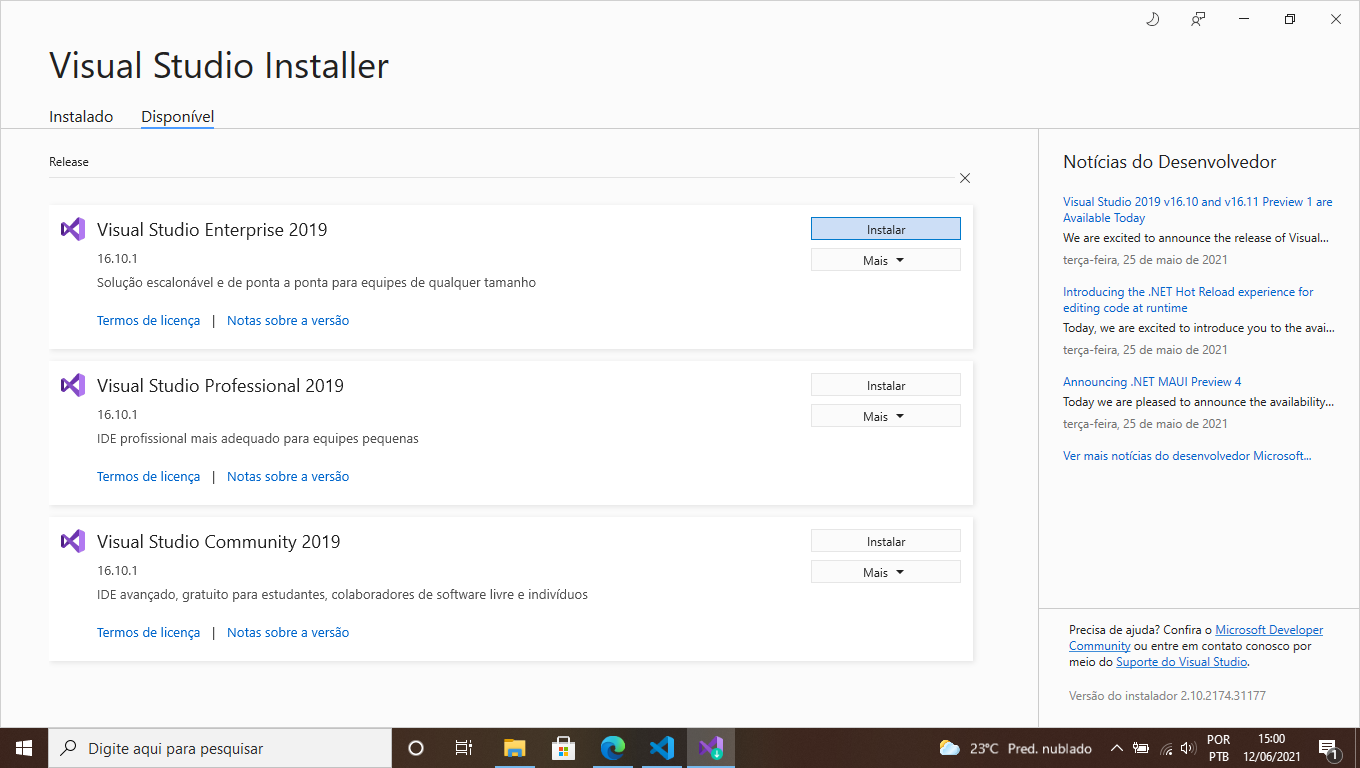 Visual Studio Installer
Instalado
Disponível
Release
Visual Studio Enterprise 2019
16.10.1
Solução escalonável e de ponta a ponta para equipes de qualquer tamanho
Termos de licença | Notas sobre a versão
Instalar
Mais
Visual Studio Professional 2019
16.10.1
IDE profissional mais adequado para equipes pequenas
Termos de licença | Notas sobre a versão
Instalar
Mais
Visual Studio Community 2019
16.10.1
IDE avançado, gratuito para estudantes, colaboradores de software livre e indivíduos
Termos de licença | Notas sobre a versão
Instalar
Mais
Notícias do Desenvolvedor
Visual Studio 2019 v16.10 and v16.11 Preview 1 are
Available Today
We are excited to announce the release of Visual...
terça-feira, 25 de maio de 2021
Introducing the .NET Hot Reload experience for
editing code at runtime
Today, we are excited to introduce you to the avai...
terça-feira, 25 de maio de 2021
Announcing .NET MAUI Preview 4
Today we are pleased to announce the availability...
terça-feira, 25 de maio de 2021
Ver mais notícias do desenvolvedor Microsoft...
Precisa de ajuda? Confira o Microsoft Developer
Community ou entre em contato conosco por
meio do Suporte do Visual Studio.
Versão do instalador 2.10.2174.31177
Digite aqui para pesquisar
23°C Pred. nublado
POR
PTB
15:00
12/06/2021
1